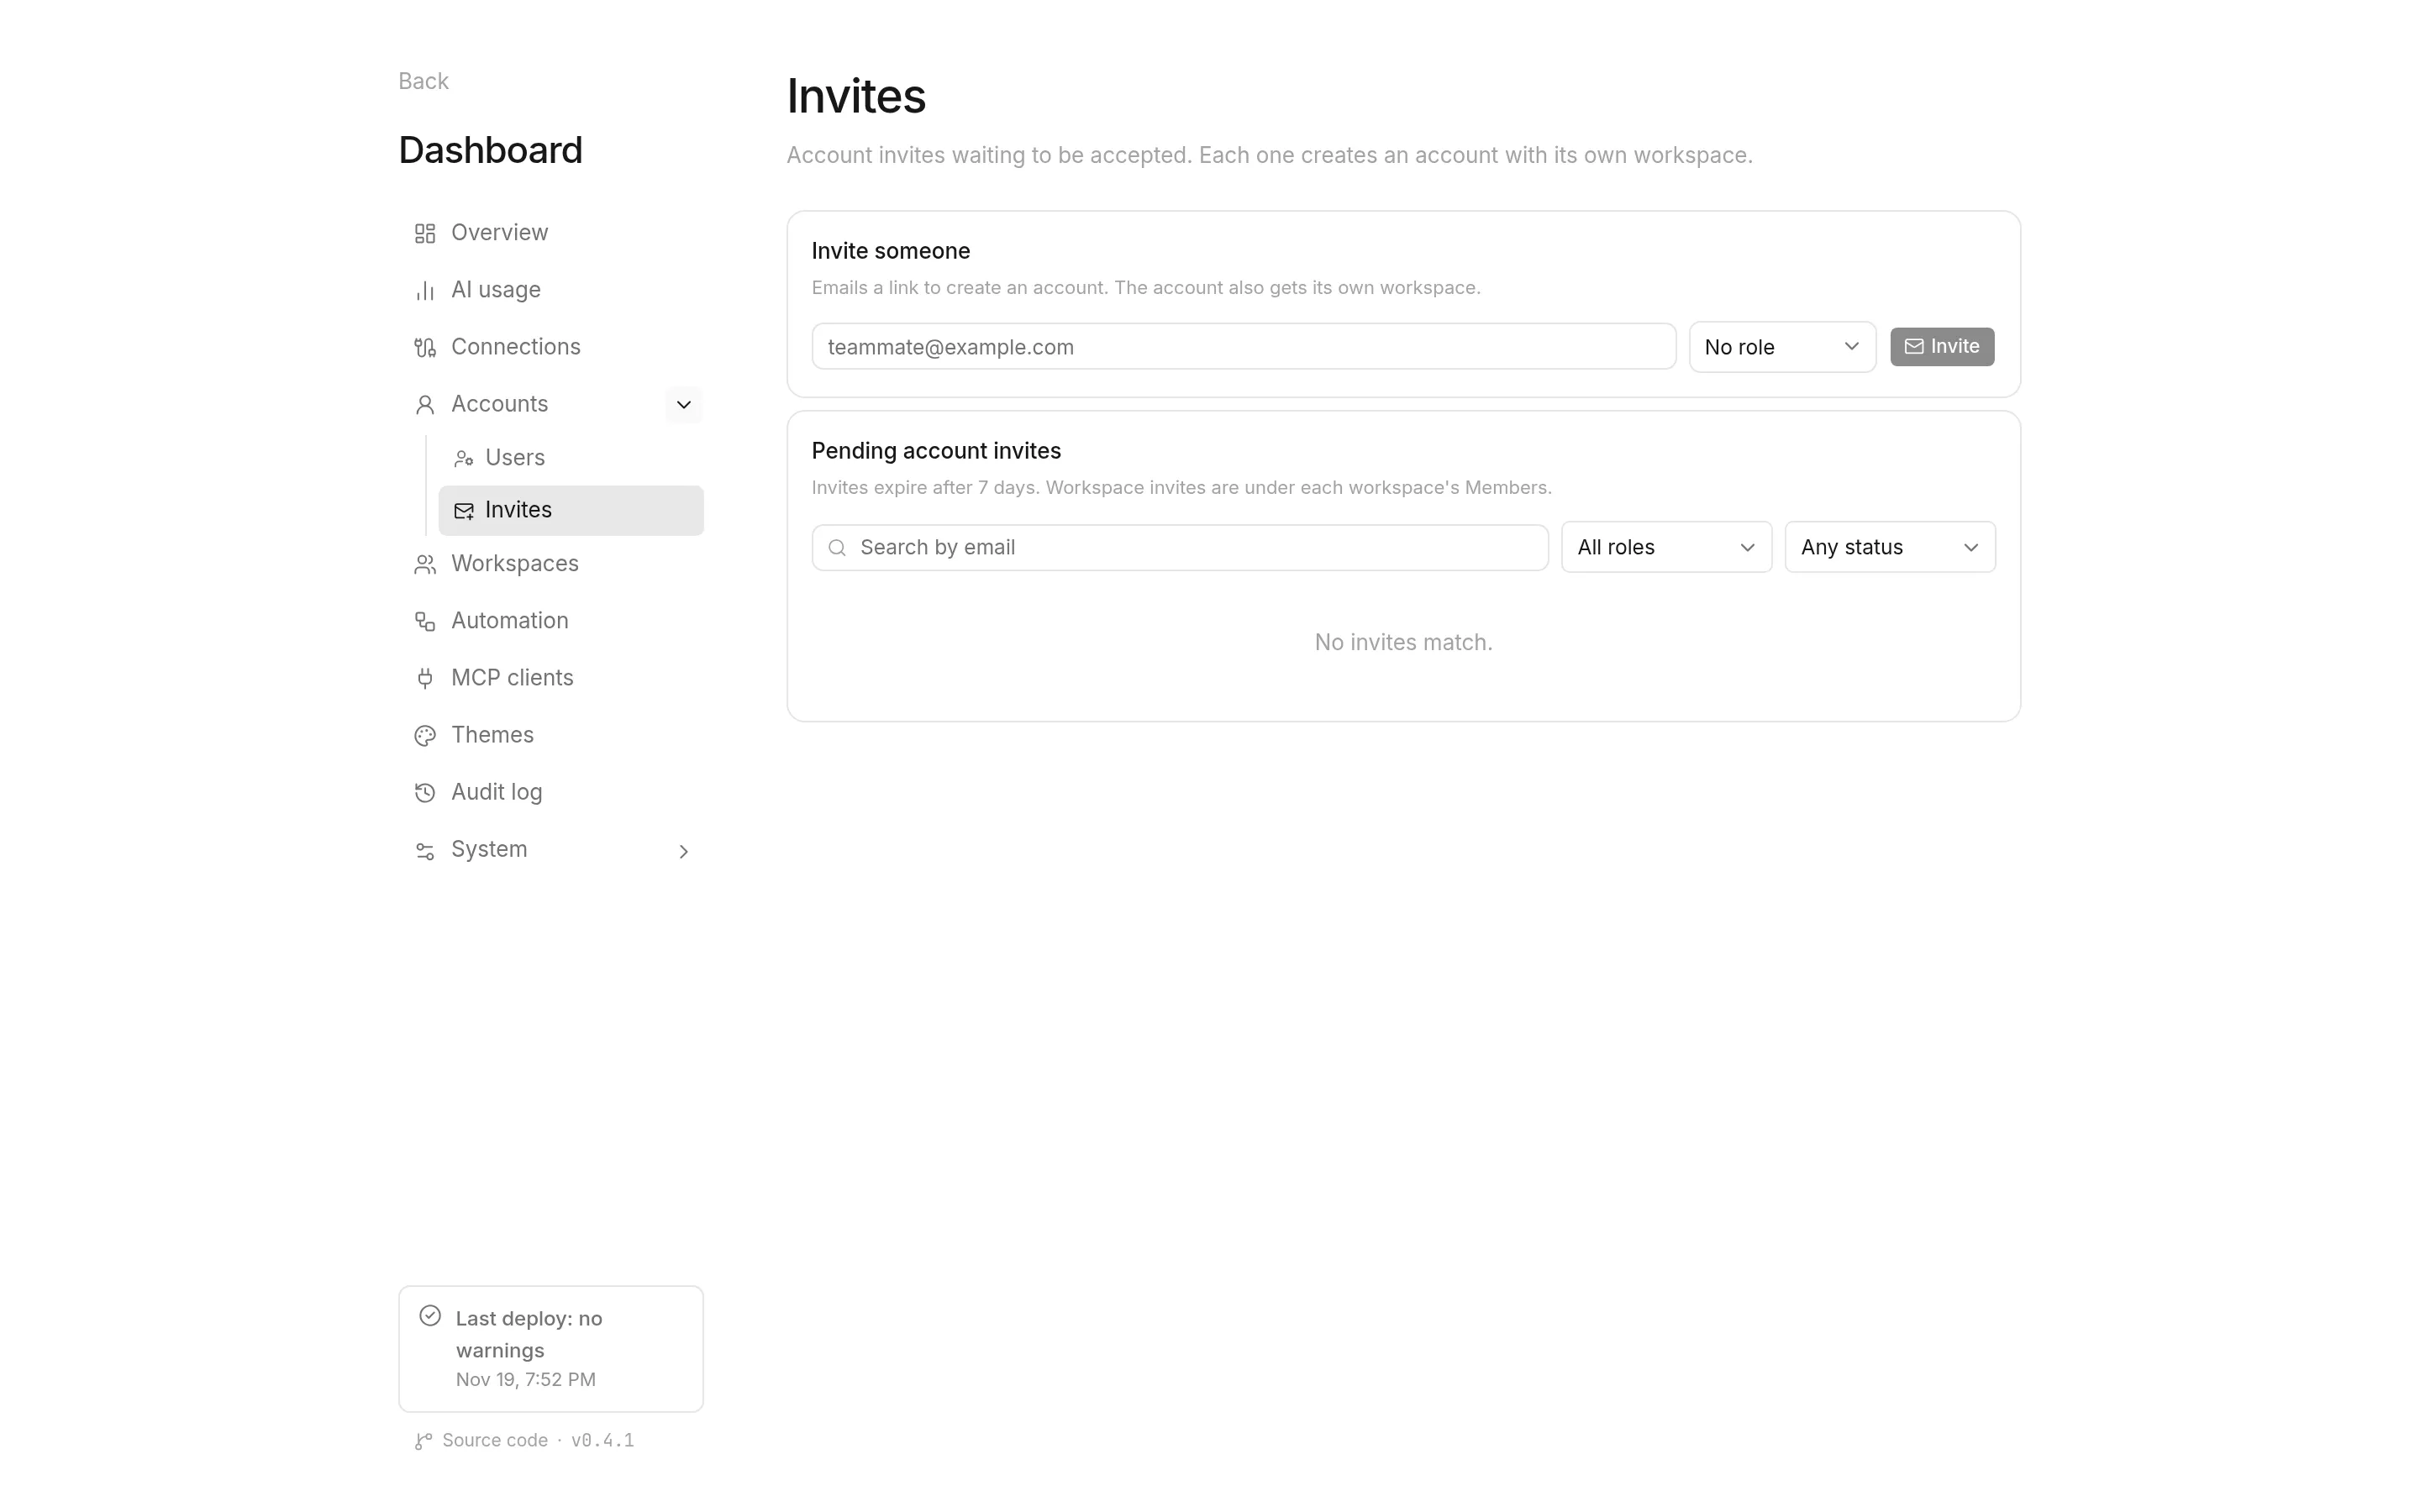 Back
Dashboard
Overview
AI usage
Connections
Accounts
Users
Invites
Workspaces
Automation
MCP clients
Themes
Audit log
System
Last deploy: no
warnings
Nov 19, 7:52 PM
Source code · v0.4.1
Invites
Account invites waiting to be accepted. Each one creates an account with its own workspace.
Invite someone
Emails a link to create an account. The account also gets its own workspace.
teammate@example.com No role Invite
Pending account invites
Invites expire after 7 days. Workspace invites are under each workspace's Members.
Search by email All roles Any status
No invites match.